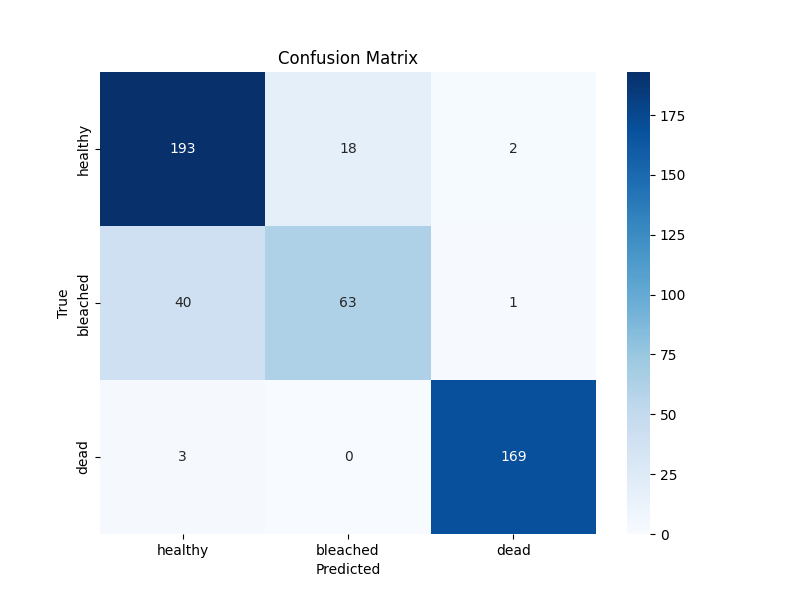 Confusion Matrix
True
healthy
193
18
2
bleached
40
63
1
dead
3
0
169
healthy
bleached
dead
Predicted
175
150
125
100
75
50
25
0